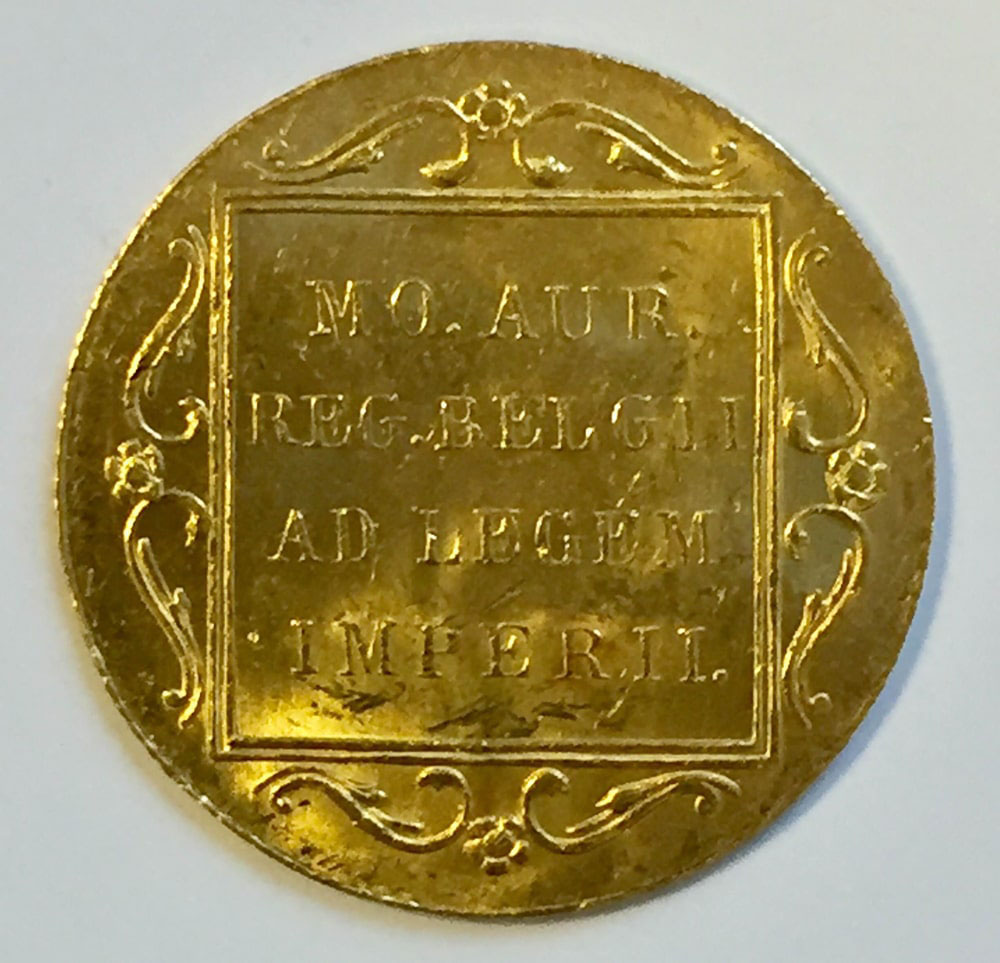 MO. AUR.
REG. BELGII
AD LEGEM
IMPERII.